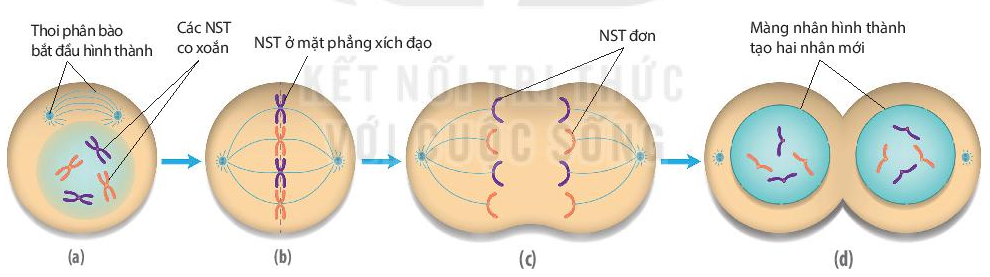 Thoi phân bào
bắt đầu hình thành
Các NST
co xoắn
NST ở mặt phẳng xích đạo
NST đơn
Màng nhân hình thành
tạo hai nhân mới
KẾT NỐI TRI THỨC
VỚI CUỘC SỐNG
(a)
(b)
(c)
(d)